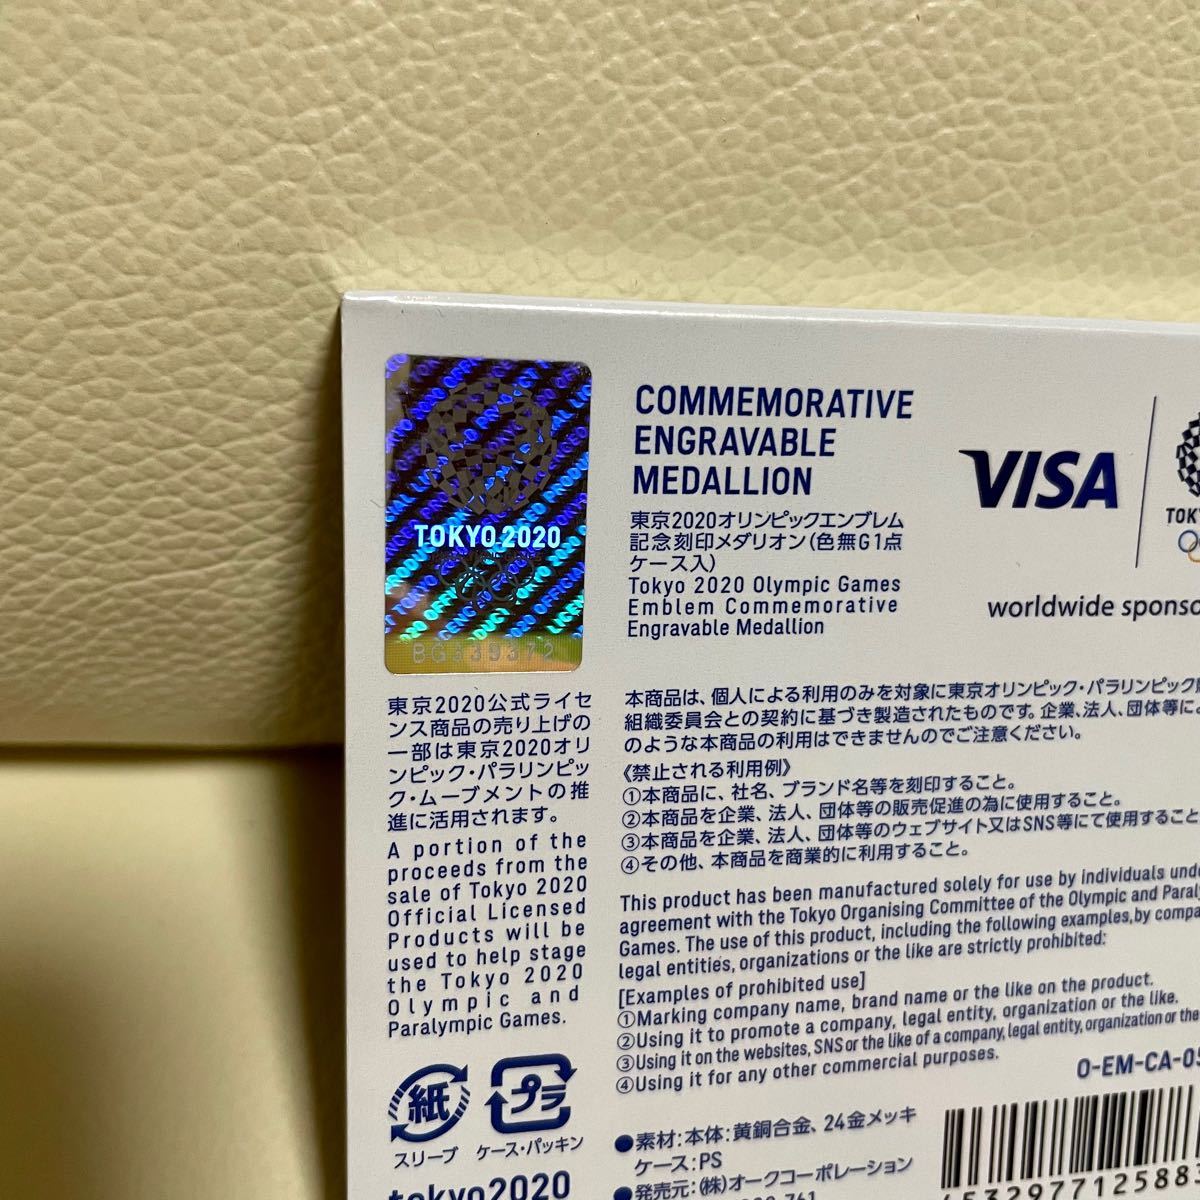 TOKYO 2020
BG339372
COMMEMORATIVE
ENGRAVABLE
MEDALLION
東京2020オリンピックエンブレム
記念刻印メダリオン(色無G1点
ケース入)
Tokyo 2020 Olympic Games
Emblem Commemorative
Engravable Medallion
VISA
worldwide
東京2020公式ライセ
ンス商品の売り上げの
一部は東京2020オリ
ンピック・パラリンピッ
ク・ムーブメントの推
進に活用されます。
A portion of the
proceeds from the
sale of Tokyo 2020
Official Licensed
Products will be
used to help stage
the Tokyo 2020
Olympic and
Paralympic Games.
本商品は、個人による利用のみを対象に東京オリンピック・パラリンピック
組織委員会との契約に基づき製造されたものです。企業、法人、団体等に
のような本商品の利用はできませんのでご注意ください。
《禁止される利用例》
①本商品に、社名、ブランド名等を刻印すること。
②本商品を企業、法人、団体等の販売促進の為に使用すること。
③本商品を企業、法人、団体等のウェブサイト又はSNS等にて使用すること
④その他、本商品を商業的に利用すること。
This product has been manufactured solely for use by individuals
agreement with the Tokyo Organising Committee of the Olympic and
Games. The use of this product, including the following examples,by
legal entities, organizations or the like are strictly prohibited:
[Examples of prohibited use]
①Marking company name, brand name or the like on the product.
②Using it to promote a company, legal entity, organization or the like.
③Using it on the websites, SNS or the like of a company, legal entity, organization or the
④Using it for any other commercial purposes.
O-EM-CA-05
紙
スリーブ
プラ
ケース・パッキン
●素材:本体:黄銅合金、24金メッキ
ケース:PS
●発売元:(株)オークコーポレーション
tokyo2020